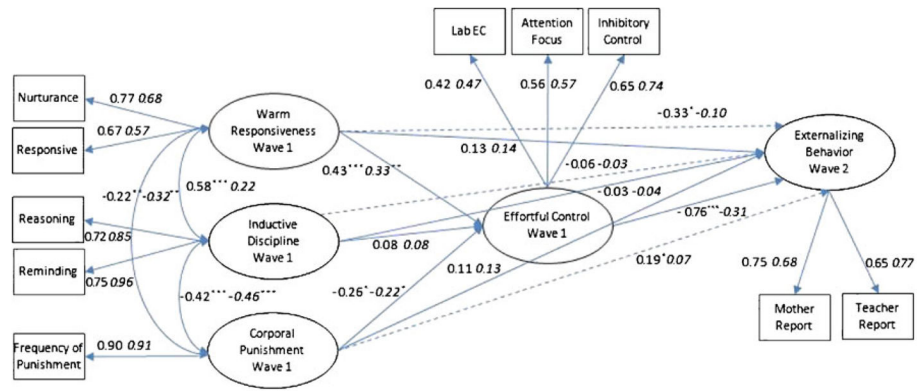 Lab EC
Attention
Focus
Inhibitory
Control
Nurturance
0.77 0.68
Warm
Responsiveness
Wave 1
0.42 0.47
0.56 0.57
0.65 0.74
-0.33* -0.10
Externalizing
Behavior
Wave 2
Responsive
0.67 0.57
0.13 0.14
-0.06 -0.03
0.43*** 0.33**
-0.22** -0.32**
0.58*** 0.22
-0.03 -0.04
Reasoning
0.72 0.85
Inductive
Discipline
Wave 1
0.08 0.08
Effortful Control
Wave 1
-0.76*** -0.31
Reminding
0.75 0.96
0.11 0.13
0.19* 0.07
-0.42*** -0.46***
-0.26* -0.22*
0.75 0.68
0.65 0.77
Mother
Report
Teacher
Report
Frequency of
Punishment
0.90 0.91
Corporal
Punishment
Wave 1